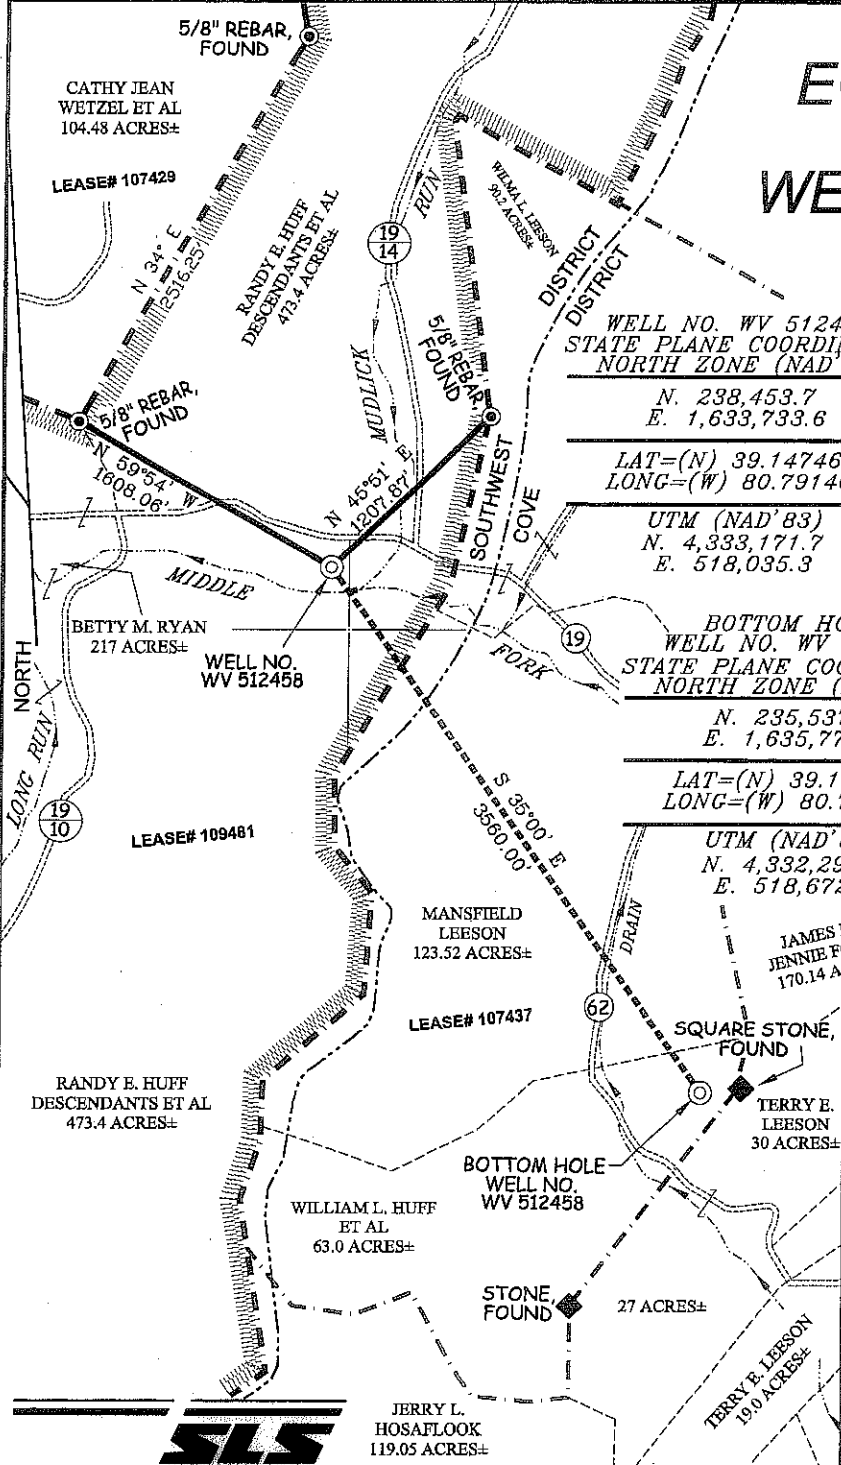 5/8" REBAR,
FOUND
CATHY JEAN
WETZEL ET AL
104.48 ACRES±
LEASE# 107429
N 34° E
2516.25'
RANDY E. HUFF
DESCENDANTS ET AL
473.4 ACRES±
19
14
RUN
MUDLICK
WILMA L. LEESON
90.2 ACRES±
DISTRICT
DISTRICT
WE
WELL NO. WV 5124
STATE PLANE COORDI
NORTH ZONE (NAD'
N. 238,453.7
E. 1,633,733.6
LAT=(N) 39.14746
LONG=(W) 80.7914
UTM (NAD'83)
N. 4,333,171.7
E. 518,035.3
5/8" REBAR,
FOUND
5/8" REBAR,
FOUND
N 59°54' W
1608.06'
N 45°51' E
1207.87'
SOUTHWEST
COVE
MIDDLE
FORK
19
BETTY M. RYAN
217 ACRES±
WELL NO.
WV 512458
NORTH
LONG RUN
19
10
LEASE# 109481
BOTTOM HO
WELL NO. WV
STATE PLANE COO
NORTH ZONE (
N. 235,53
E. 1,635,77
LAT=(N) 39.1
LONG=(W) 80.
UTM (NAD'
N. 4,332,29
E. 518,672
S 35°00' E
3560.00'
MANSFIELD
LEESON
123.52 ACRES±
LEASE# 107437
DRAIN
62
JAMES
JENNIE F
170.14 A
SQUARE STONE,
FOUND
TERRY E.
LEESON
30 ACRES±
RANDY E. HUFF
DESCENDANTS ET AL
473.4 ACRES±
BOTTOM HOLE
WELL NO.
WV 512458
WILLIAM L. HUFF
ET AL
63.0 ACRES±
STONE,
FOUND
27 ACRES±
TERRY E. LEESON
19.0 ACRES±
JERRY L.
HOSAFLOOK
119.05 ACRES±
SLS